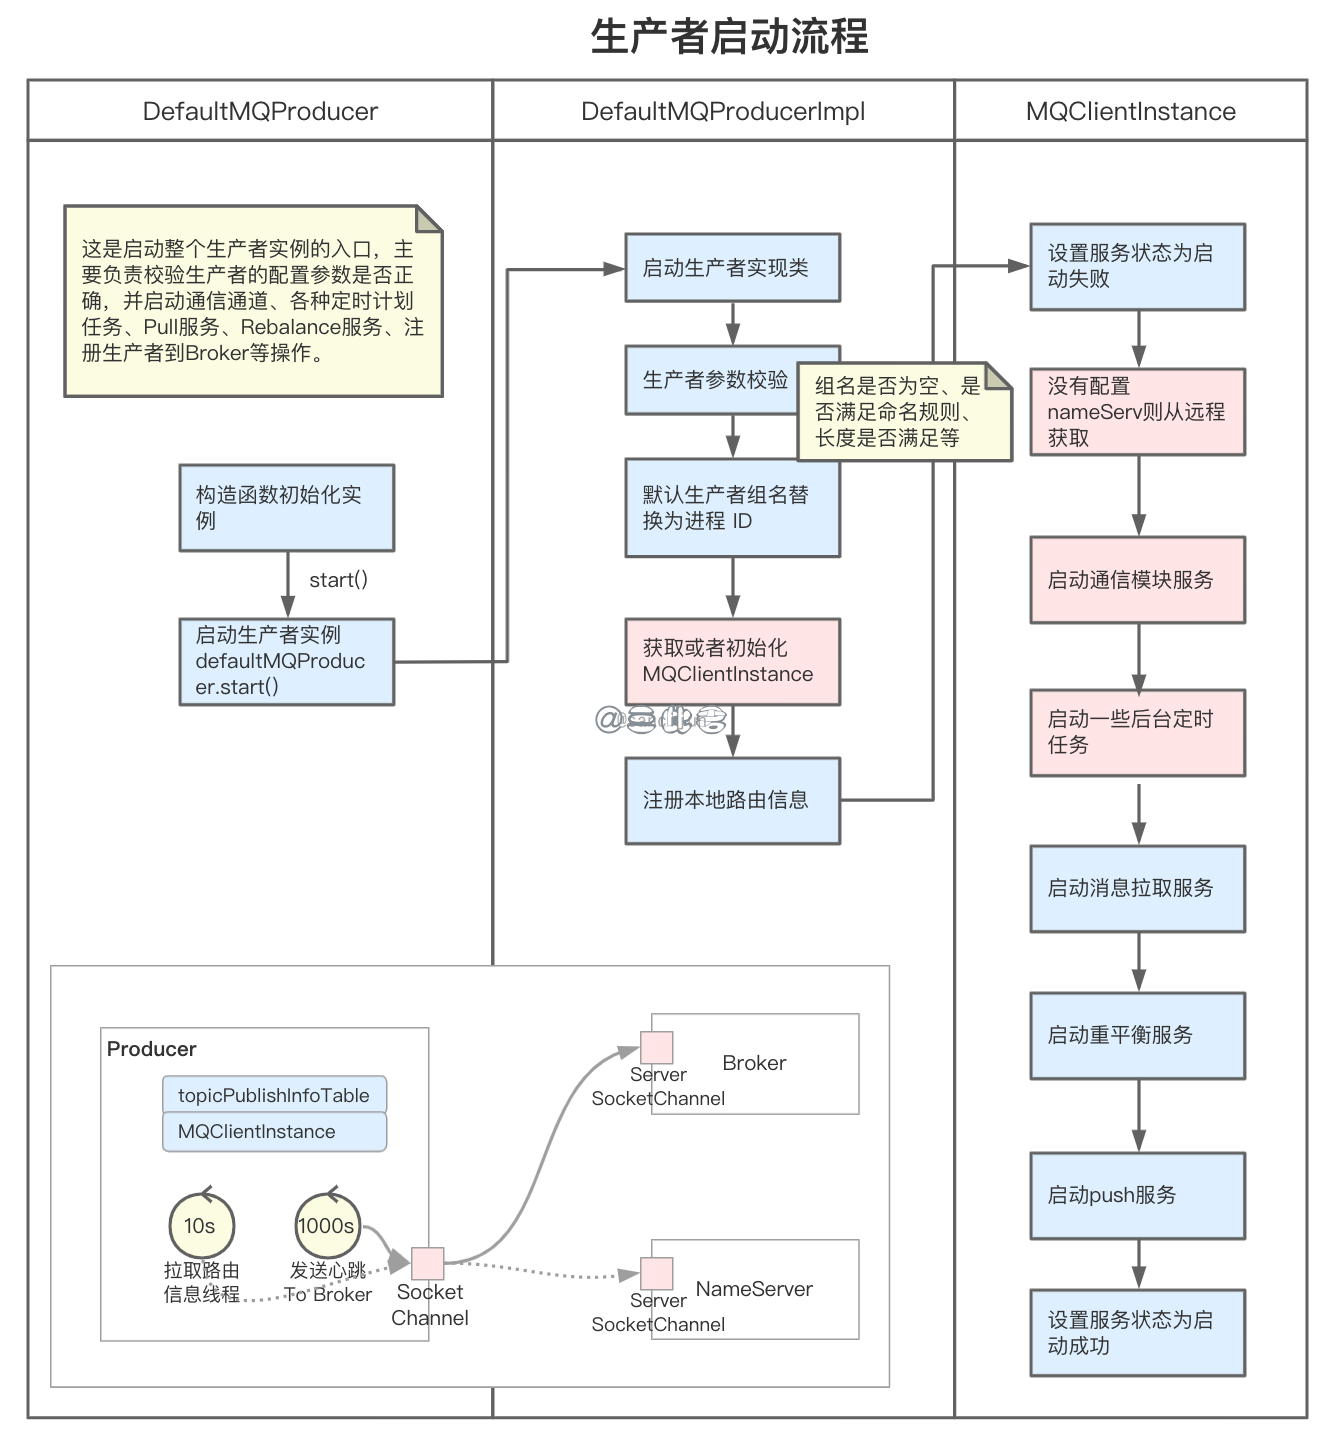 生产者启动流程
DefaultMQProducer
DefaultMQProducerImpl
MQClientInstance
这是启动整个生产者实例的入口，主
要负责校验生产者的配置参数是否正
确，并启动通信通道、各种定时计划
任务、Pull服务、Rebalance服务、注
册生产者到Broker等操作。
构造函数初始化实
例
start()
启动生产者实例
defaultMQProduc
er.start()
启动生产者实现类
生产者参数校验
组名是否为空、是
否满足命名规则、
长度是否满足等
默认生产者组名替
换为进程 ID
获取或者初始化
MQClientInstance
注册本地路由信息
设置服务状态为启
动失败
没有配置
nameServ则从远程
获取
启动通信模块服务
启动一些后台定时
任务
启动消息拉取服务
启动重平衡服务
启动push服务
设置服务状态为启
动成功
Producer
topicPublishInfoTable
MQClientInstance
10s
拉取路由
信息线程
1000s
发送心跳
To Broker
Socket
Channel
Broker
Server
SocketChannel
NameServer
Server
SocketChannel